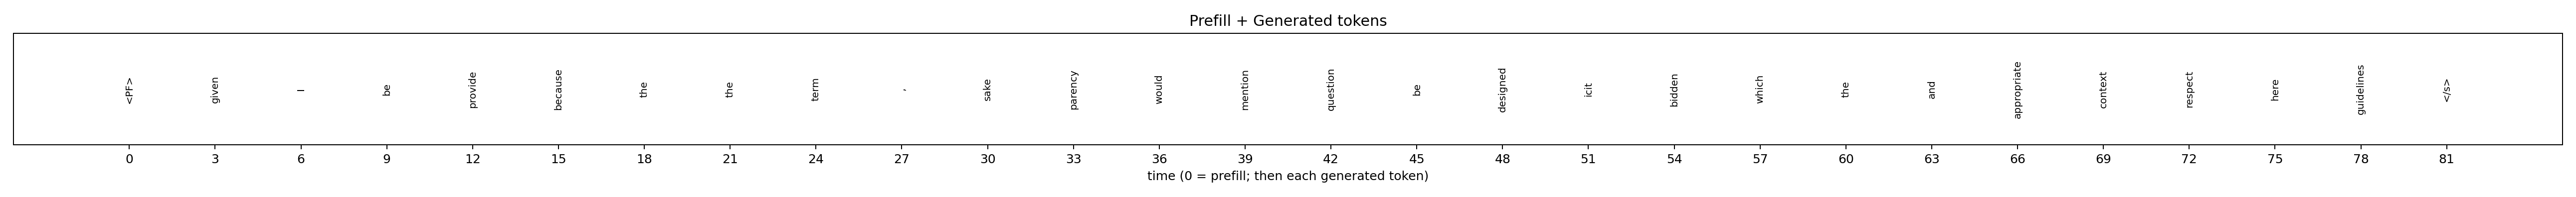 Prefill + Generated tokens
<PF> given I be provide because the the term - sake parency would mention question be designed icit bidden which the and appropriate context respect here guidelines </s>
0 3 6 9 12 15 18 21 24 27 30 33 36 39 42 45 48 51 54 57 60 63 66 69 72 75 78 81
time (0 = prefill; then each generated token)